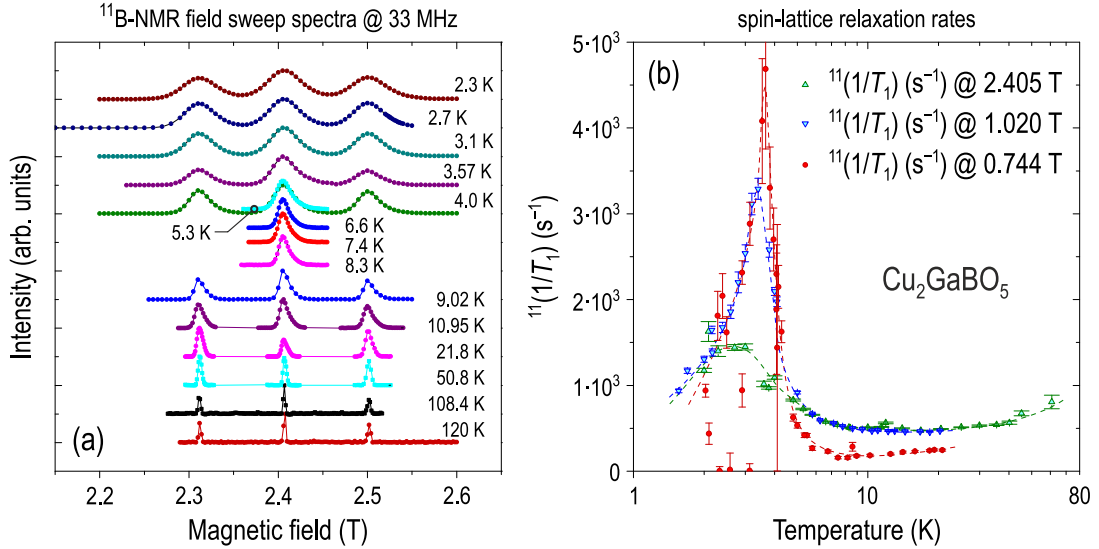 ¹¹B-NMR field sweep spectra @ 33 MHz
Intensity (arb. units)
2.3 K
2.7 K
3.1 K
3.57 K
4.0 K
5.3 K
6.6 K
7.4 K
8.3 K
9.02 K
10.95 K
21.8 K
50.8 K
108.4 K
120 K
(a)
2.2 2.3 2.4 2.5 2.6
Magnetic field (T)
spin-lattice relaxation rates
(b)
¹¹(1/T₁) (s⁻¹) @ 2.405 T
¹¹(1/T₁) (s⁻¹) @ 1.020 T
¹¹(1/T₁) (s⁻¹) @ 0.744 T
Cu₂GaBO₅
¹¹(1/T₁) (s⁻¹)
5·10³
4·10³
3·10³
2·10³
1·10³
0
1 10 80
Temperature (K)